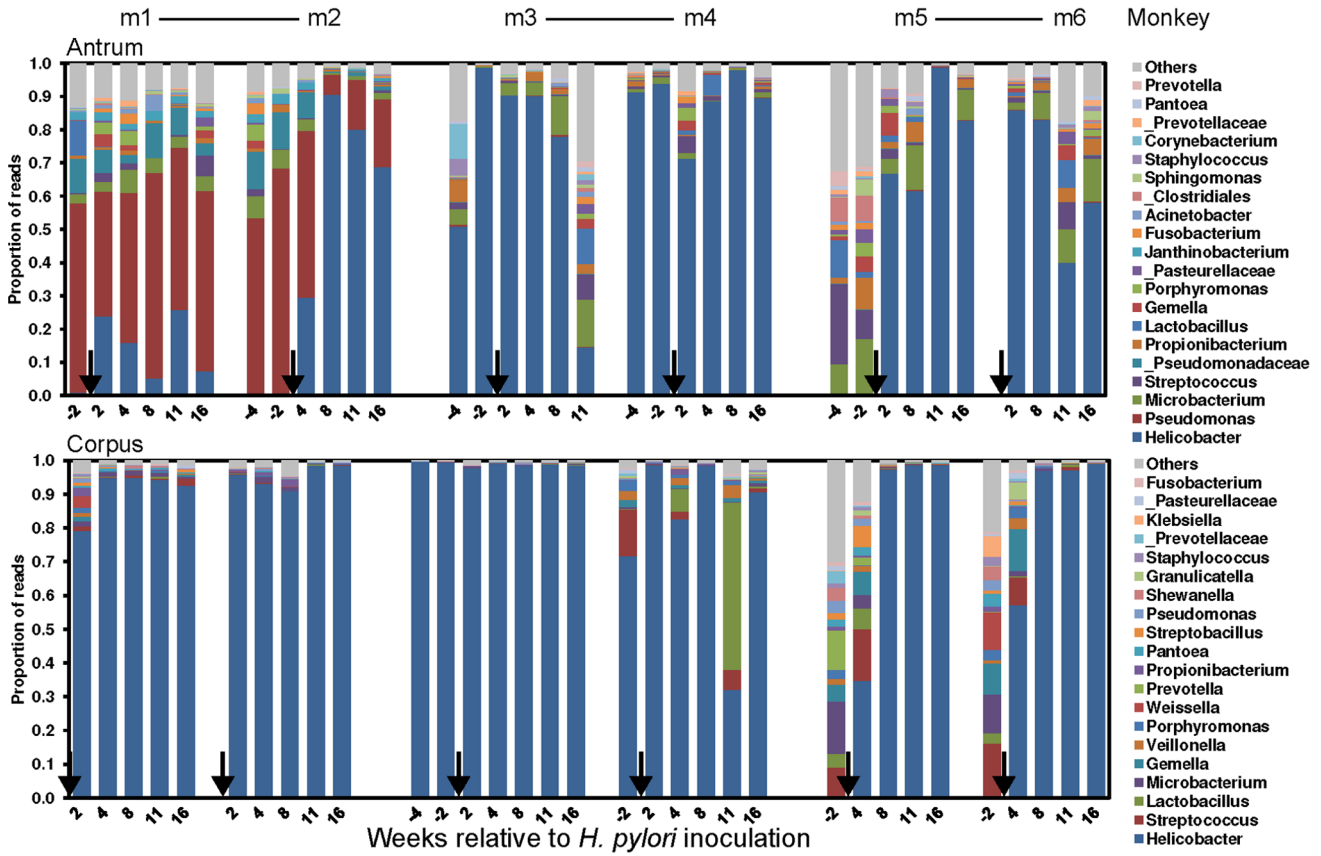 m1 m2 m3 m4 m5 m6 Monkey
Antrum
Proportion of reads
1.0
0.9
0.8
0.7
0.6
0.5
0.4
0.3
0.2
0.1
0.0
-2 2 4 8 11 16 -4 -2 4 8 11 16 -4 -2 2 4 8 11 -4 -2 2 4 8 16 -4 -2 2 8 11 16 2 8 11 16
Others
Prevotella
Pantoea
_Prevotellaceae
Corynebacterium
Staphylococcus
Sphingomonas
_Clostridiales
Acinetobacter
Fusobacterium
Janthinobacterium
_Pasteurellaceae
Porphyromonas
Gemella
Lactobacillus
Propionibacterium
_Pseudomonadaceae
Streptococcus
Microbacterium
Pseudomonas
Helicobacter
Corpus
Proportion of reads
1.0
0.9
0.8
0.7
0.6
0.5
0.4
0.3
0.2
0.1
0.0
2 4 8 11 16 2 4 8 11 16 -4 -2 2 4 8 11 16 -2 2 4 8 11 16 -2 4 8 11 16 -2 4 8 11 16
Others
Fusobacterium
_Pasteurellaceae
Klebsiella
_Prevotellaceae
Staphylococcus
Granulicatella
Shewanella
Pseudomonas
Streptobacillus
Pantoea
Propionibacterium
Prevotella
Weissella
Porphyromonas
Veillonella
Gemella
Microbacterium
Lactobacillus
Streptococcus
Helicobacter
Weeks relative to H. pylori inoculation